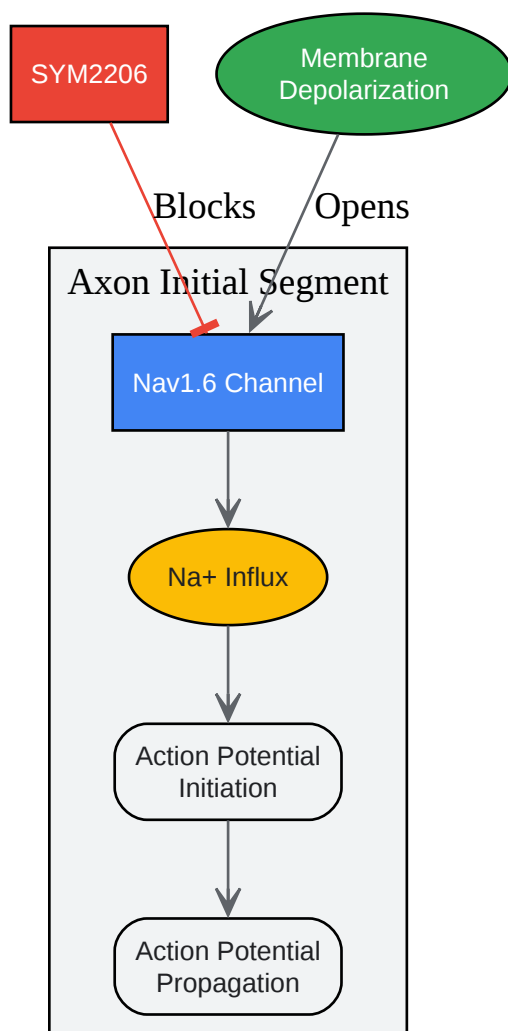 SYM2206
Membrane
Depolarization
Blocks
Opens
Axon Initial Segment
Nav1.6 Channel
Na+ Influx
Action Potential
Initiation
Action Potential
Propagation